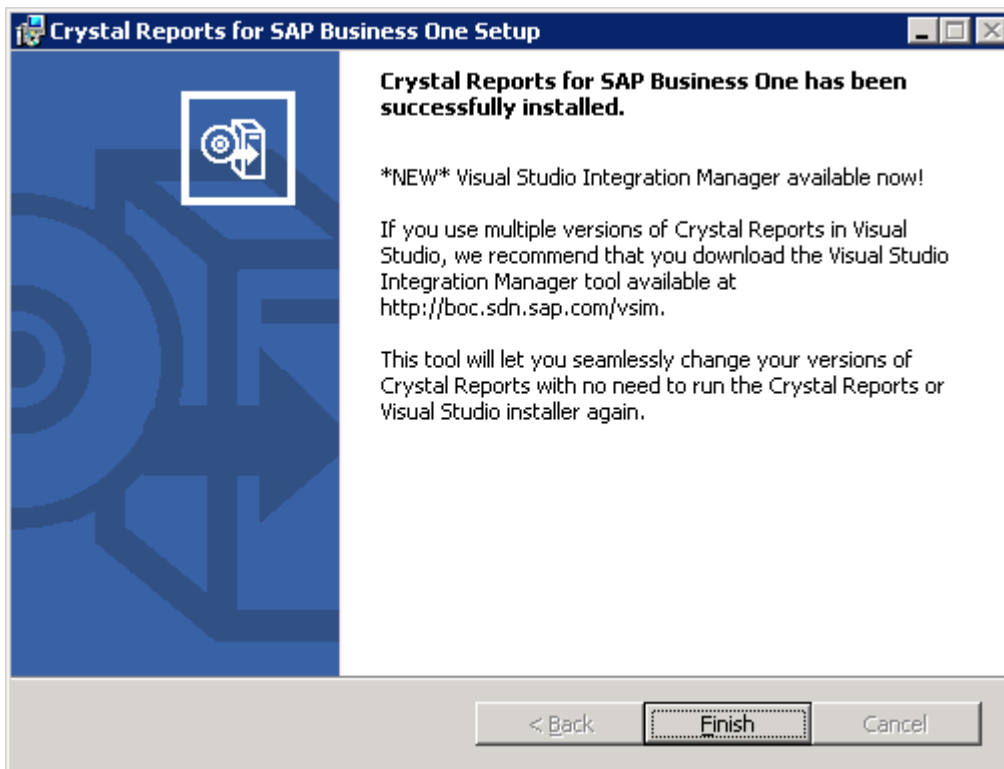 Crystal Reports for SAP Business One Setup
Crystal Reports for SAP Business One has been
successfully installed.
*NEW* Visual Studio Integration Manager available now!
If you use multiple versions of Crystal Reports in Visual
Studio, we recommend that you download the Visual Studio
Integration Manager tool available at
http://boc.sdn.sap.com/vsim.
This tool will let you seamlessly change your versions of
Crystal Reports with no need to run the Crystal Reports or
Visual Studio installer again.
< Back Finish Cancel